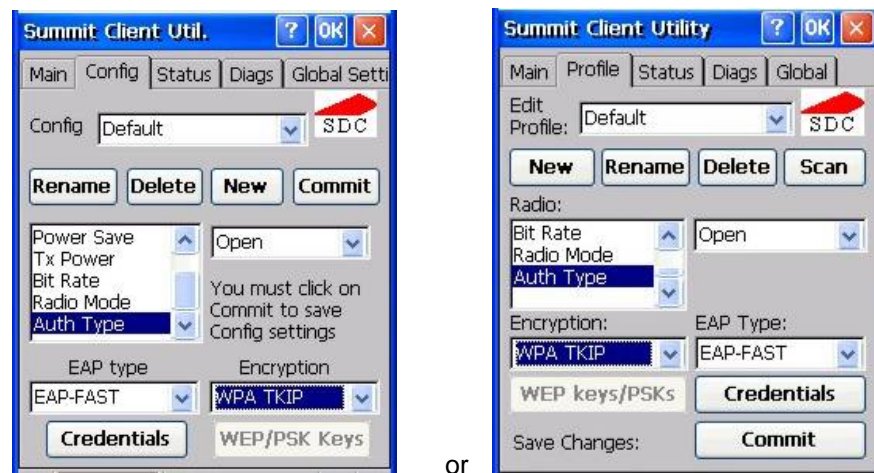 Summit Client Util. ? OK
Main Config Status Diags Global Setti
Config Default SDC
Rename Delete New Commit
Power Save
Tx Power
Bit Rate
Radio Mode
Auth Type
Open
You must click on
Commit to save
Config settings
EAP type Encryption
EAP-FAST WPA TKIP
Credentials WEP/PSK Keys
or
Summit Client Utility ? OK
Main Profile Status Diags Global
Edit
Profile: Default SDC
New Rename Delete Scan
Radio:
Bit Rate
Radio Mode
Auth Type
Open
Encryption: EAP Type:
WPA TKIP EAP-FAST
WEP keys/PSKs Credentials
Save Changes: Commit